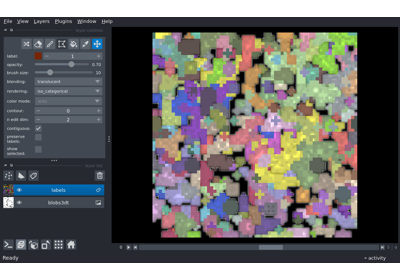 File View Layers Plugins Window Help
label: 1
opacity: 0.70
brush size: 10
blending: translucent
rendering: iso_categorical
color mode:
contour: 0
n edit dim: 2
contiguous:
preserve
labels:
show
selected:
labels
blobs3dt
0
Ready
activity